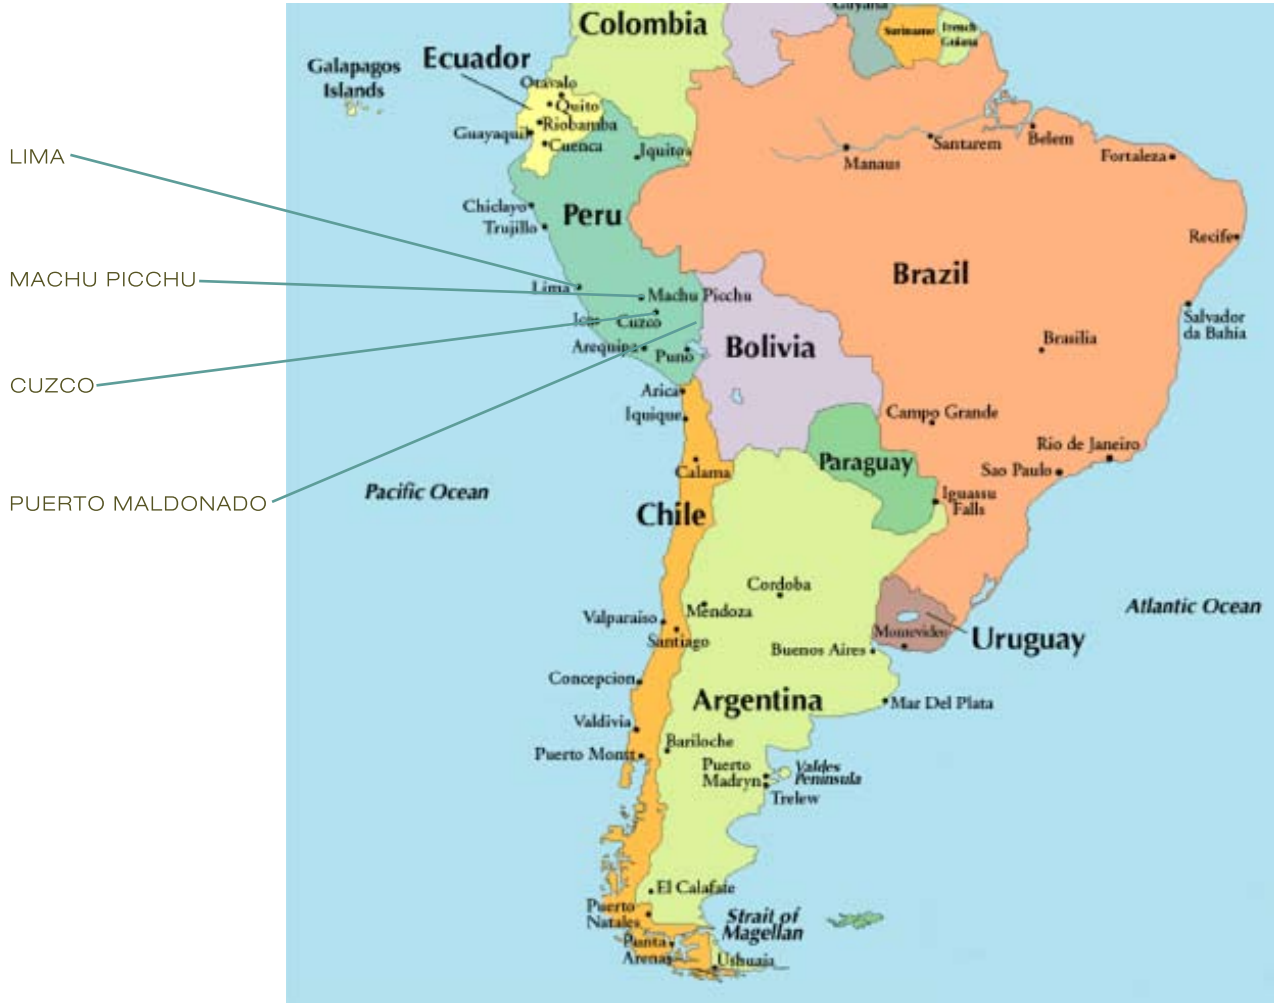 Guyana
Suriname
French
Guiana
Colombia
Ecuador
Galapagos
Islands
Otavalo
Quito
Riobamba
Guayaquil
Cuenca
Iquitos
Manaus
Santarem
Belem
Fortaleza
LIMA
Chiclayo
Trujillo
Peru
Recife
Brazil
MACHU PICCHU
Lima
Machu Picchu
Ica
Cuzco
Salvador
da Bahia
Arequipa
Puno
Bolivia
Brasilia
CUZCO
Arica
Iquique
Campo Grande
Rio de Janeiro
Calama
Paraguay
Sao Paulo
PUERTO MALDONADO
Pacific Ocean
Iguassu
Falls
Chile
Cordoba
Mendoza
Atlantic Ocean
Valparaiso
Santiago
Montevideo
Uruguay
Buenos Aires
Concepcion
Argentina
Mar Del Plata
Valdivia
Bariloche
Puerto Montt
Puerto
Madryn
Valdes
Peninsula
Trelew
El Calafate
Puerto
Natales
Strait of
Magellan
Punta
Arenas
Ushuaia